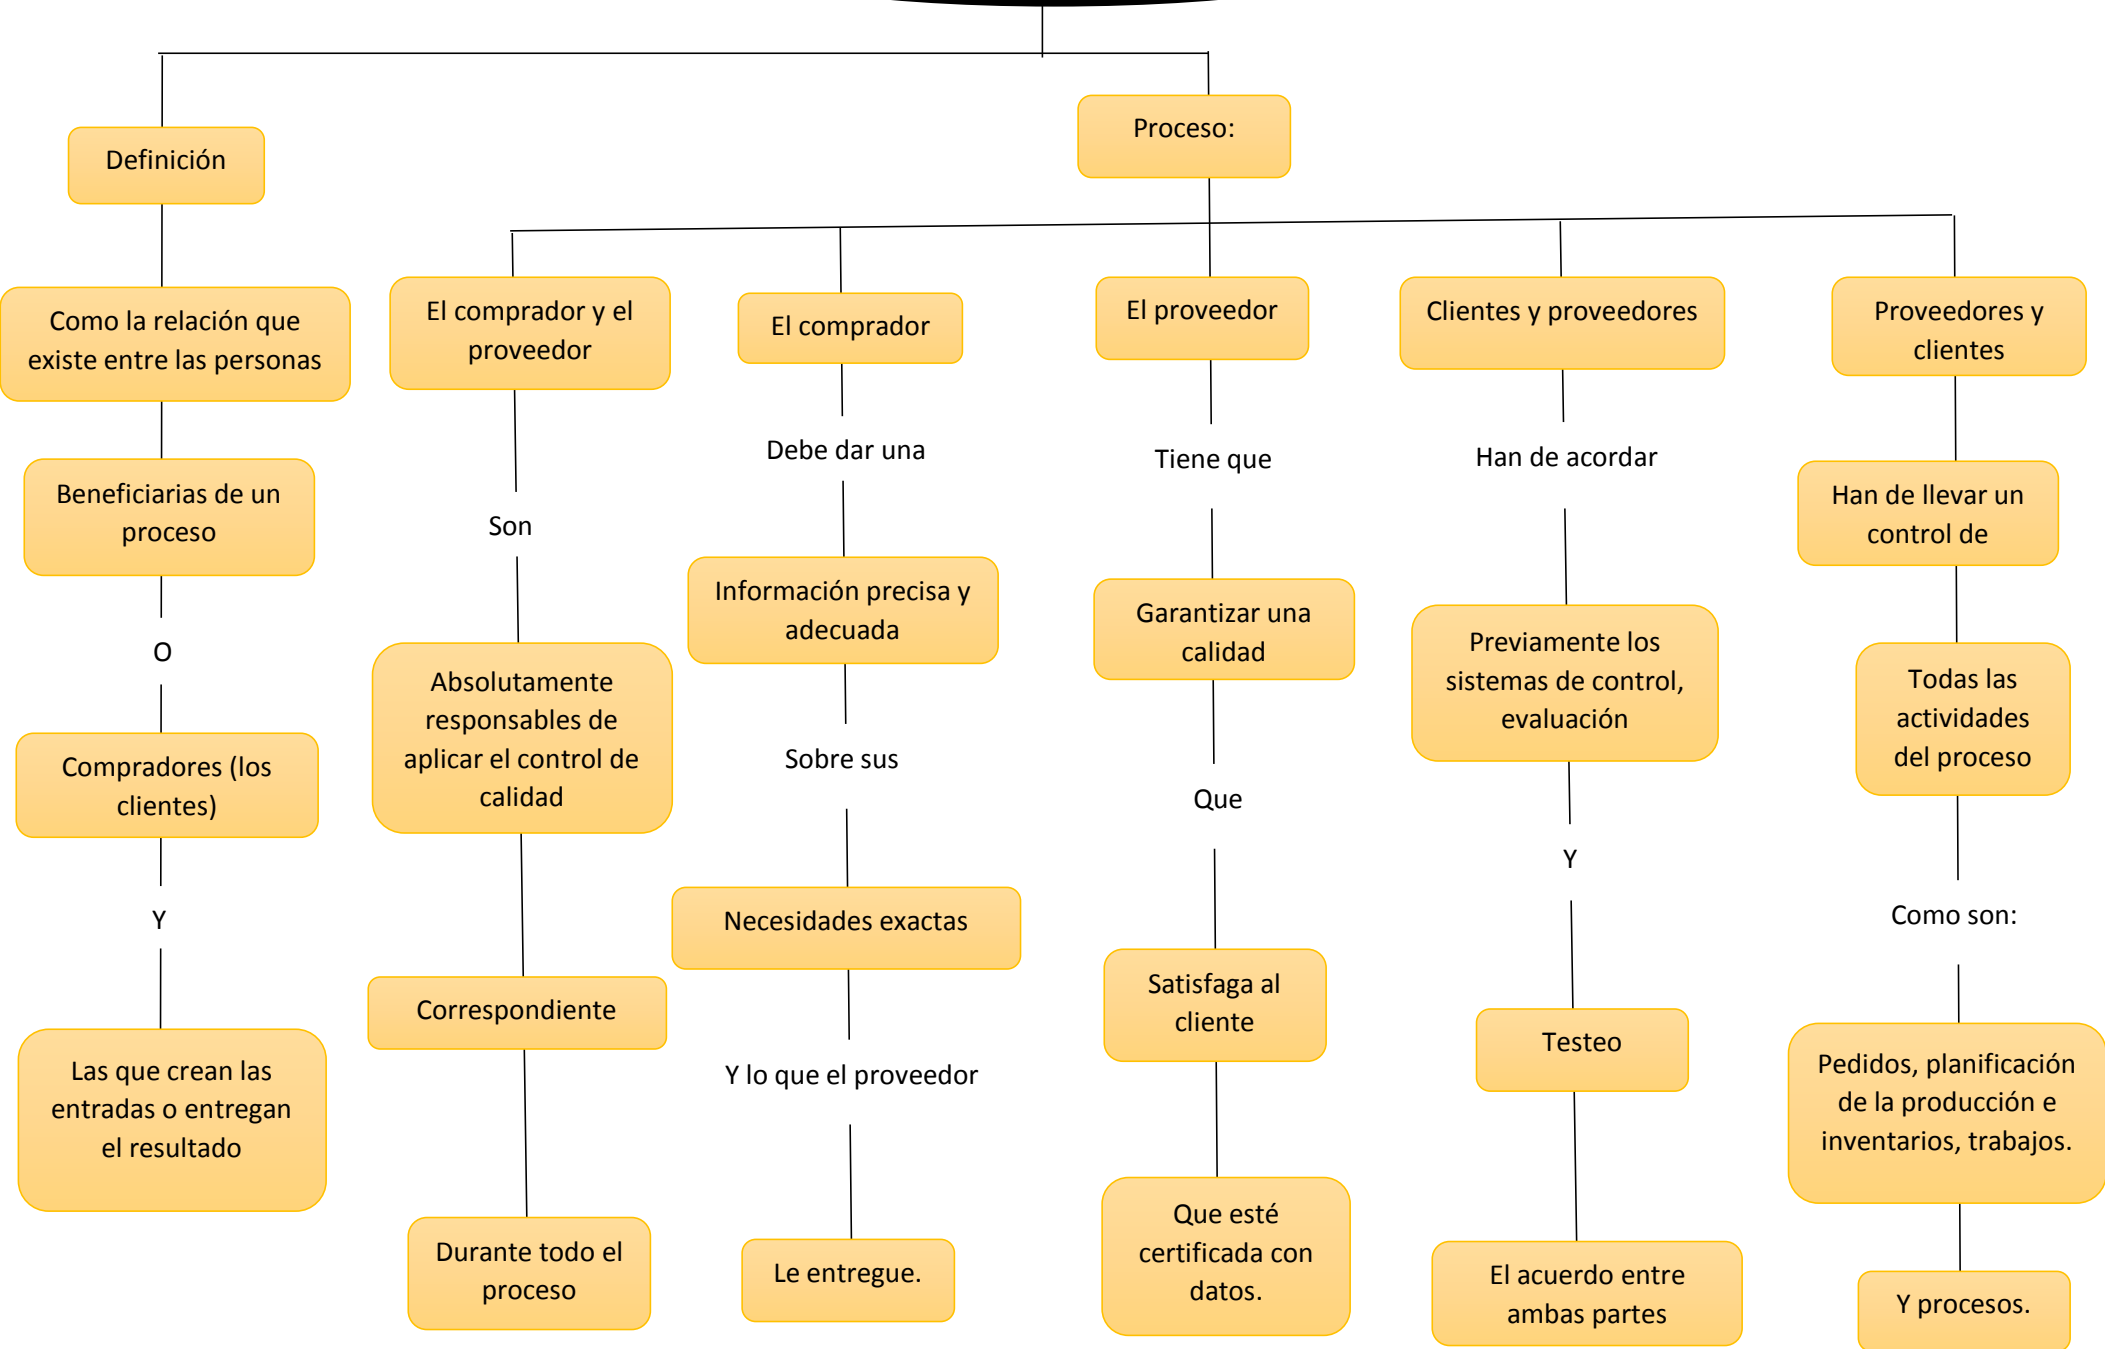 Definición
Como la relación que
existe entre las personas
Beneficiarias de un
proceso
O
Compradores (los
clientes)
Y
Las que crean las
entradas o entregan
el resultado
Proceso:
El comprador y el
proveedor
Son
Absolutamente
responsables de
aplicar el control de
calidad
Correspondiente
Durante todo el
proceso
El comprador
Debe dar una
Información precisa y
adecuada
Sobre sus
Necesidades exactas
Y lo que el proveedor
Le entregue.
El proveedor
Tiene que
Garantizar una
calidad
Que
Satisfaga al
cliente
Que esté
certificada con
datos.
Clientes y proveedores
Han de acordar
Previamente los
sistemas de control,
evaluación
Y
Testeo
El acuerdo entre
ambas partes
Proveedores y
clientes
Han de llevar un
control de
Todas las
actividades
del proceso
Como son:
Pedidos, planificación
de la producción e
inventarios, trabajos.
Y procesos.